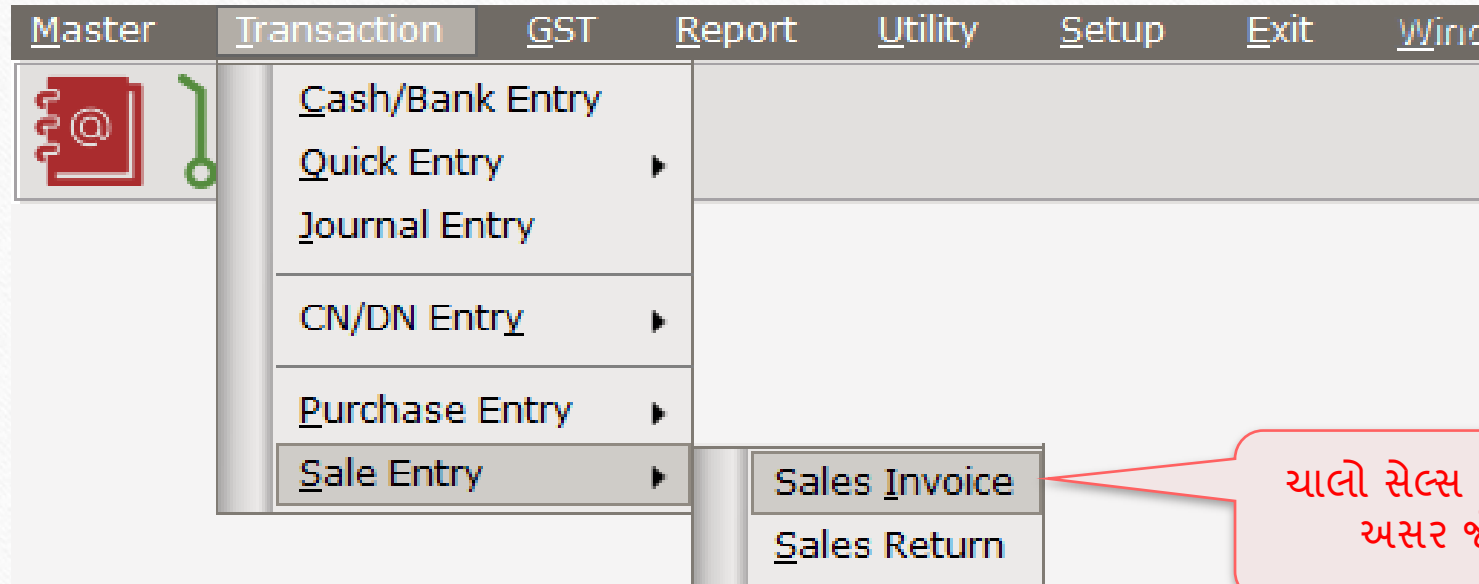 Master Transaction GST Report Utility Setup Exit
@
Cash/Bank Entry
Quick Entry
Journal Entry
CN/DN Entry
Purchase Entry
Sale Entry
Sales Invoice
Sales Return
ચાલો સેલ્સ
અસર